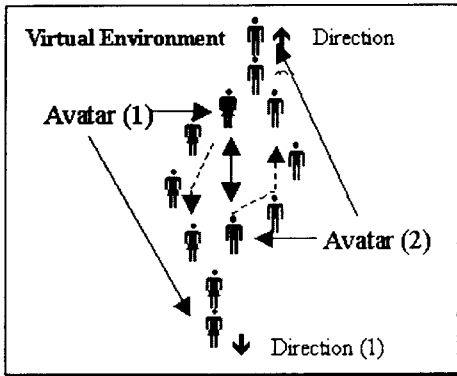 Virtual Environment Direction
Avatar (1)
Avatar (2)
Direction (1)